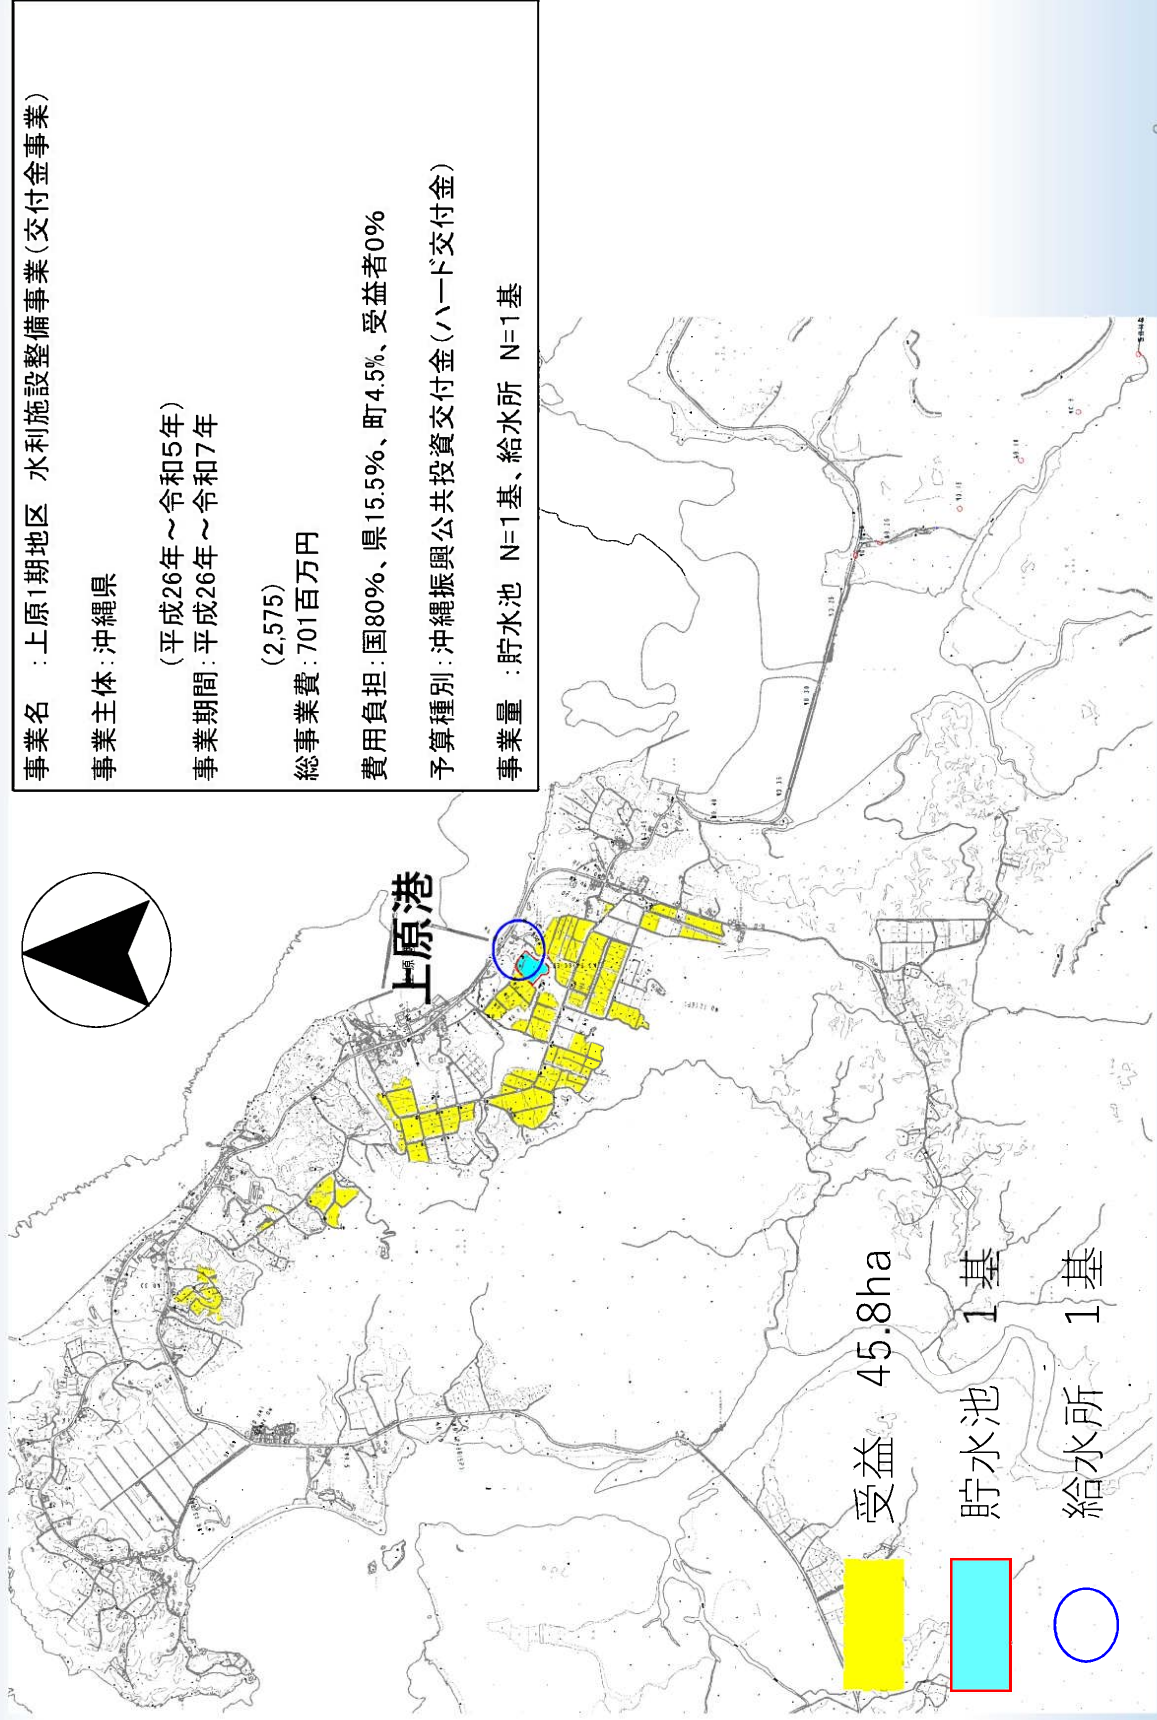 事業名 ：上原1期地区 水利施設整備事業(交付金事業)
事業主体：沖縄県
(平成26年～令和5年)
事業期間：平成26年～令和7年
(2,575)
総事業費：701百万円
費用負担：国80%、県15.5%、町4.5%、受益者0%
予算種別：沖縄振興公共投資交付金(ハード交付金)
事業量 ：貯水池 N=1基、給水所 N=1基
上原港
受益 45.8ha
貯水池 1基
給水所 1基